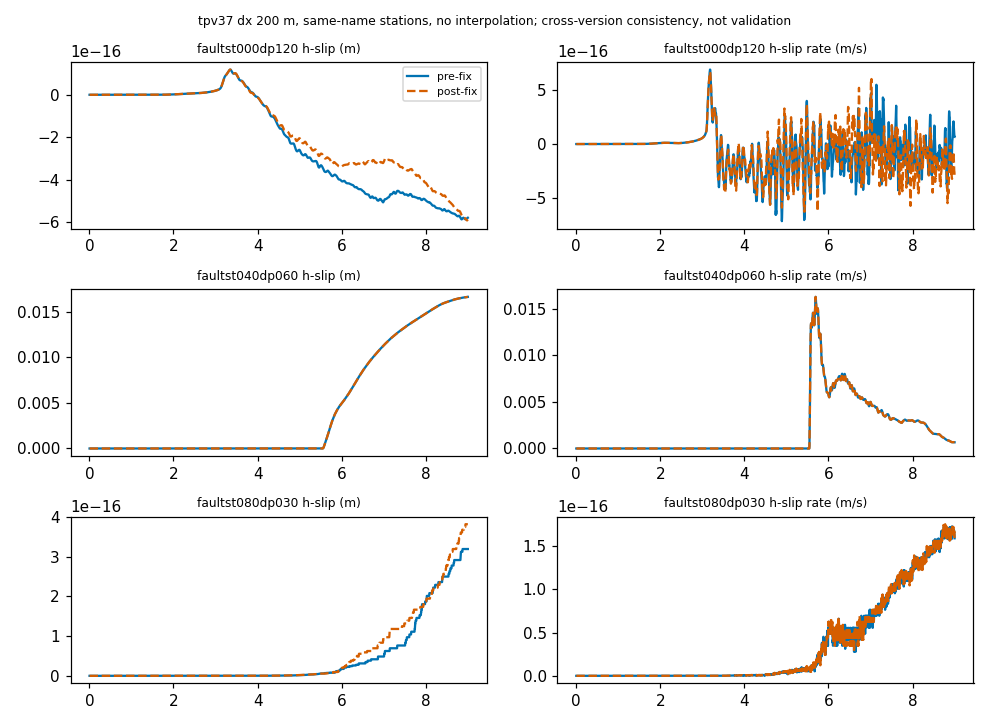 tpv37 dx 200 m, same-name stations, no interpolation; cross-version consistency, not validation
faultst000dp120 h-slip (m)
1e−16
0
−2
−4
−6
0 2 4 6 8
pre-fix
post-fix
faultst000dp120 h-slip rate (m/s)
1e−16
5
0
−5
0 2 4 6 8
faultst040dp060 h-slip (m)
0.015
0.010
0.005
0.000
0 2 4 6 8
faultst040dp060 h-slip rate (m/s)
0.015
0.010
0.005
0.000
0 2 4 6 8
faultst080dp030 h-slip (m)
1e−16
4
3
2
1
0
0 2 4 6 8
faultst080dp030 h-slip rate (m/s)
1e−16
1.5
1.0
0.5
0.0
0 2 4 6 8